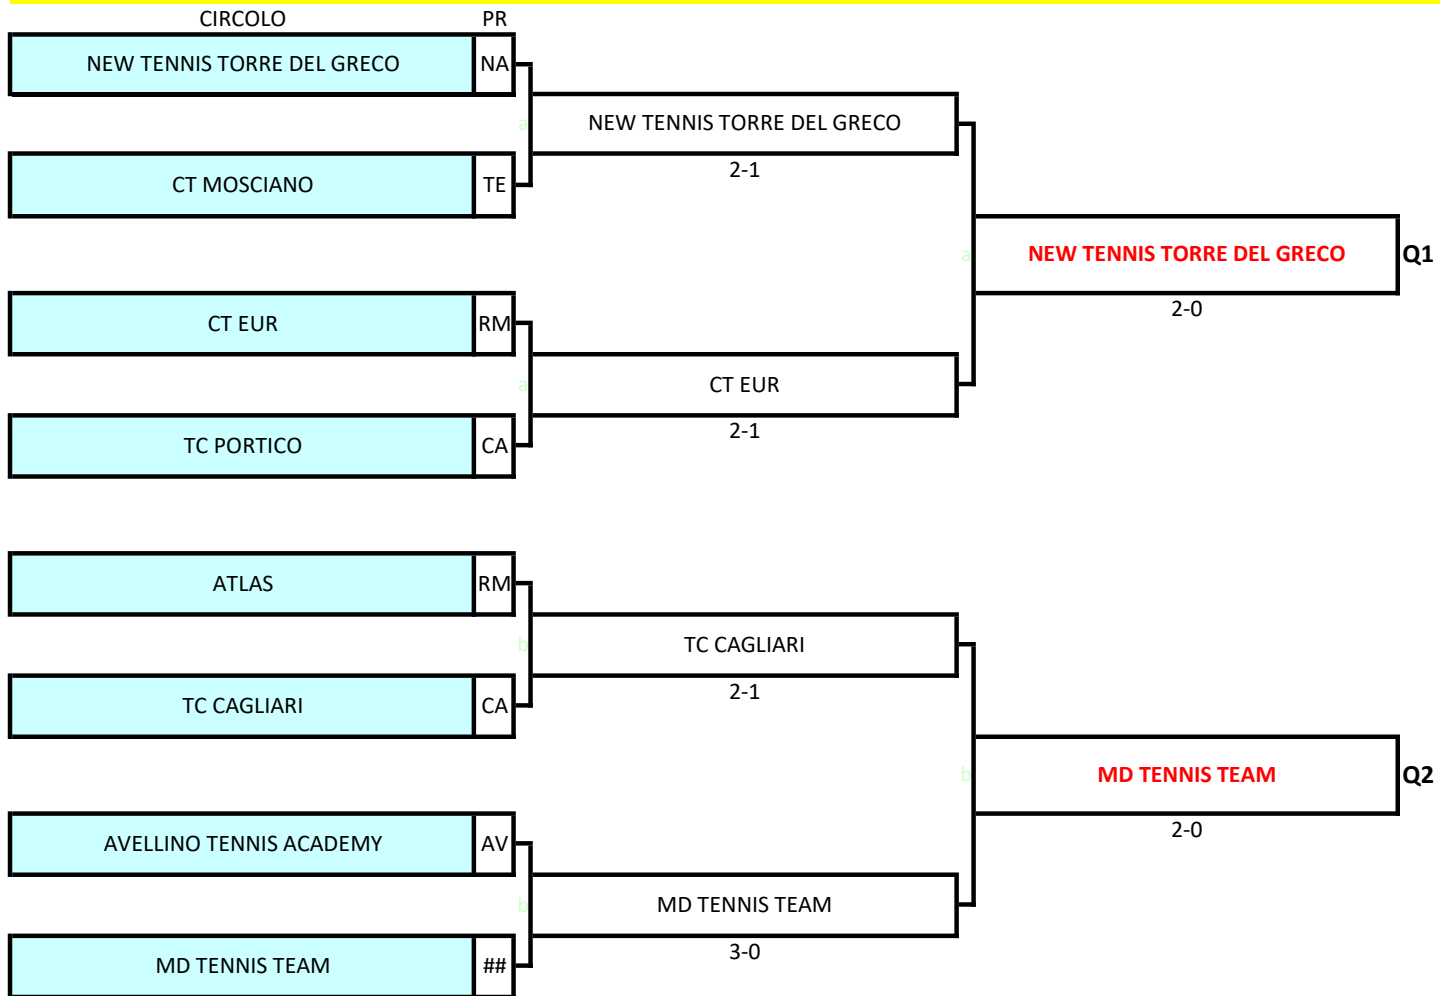 CIRCOLO PR
NEW TENNIS TORRE DEL GRECO NA
a NEW TENNIS TORRE DEL GRECO
2-1
CT MOSCIANO TE
a NEW TENNIS TORRE DEL GRECO Q1
2-0
CT EUR RM
a CT EUR
2-1
TC PORTICO CA
ATLAS RM
b TC CAGLIARI
2-1
TC CAGLIARI CA
b MD TENNIS TEAM Q2
2-0
AVELLINO TENNIS ACADEMY AV
b MD TENNIS TEAM
3-0
MD TENNIS TEAM ##